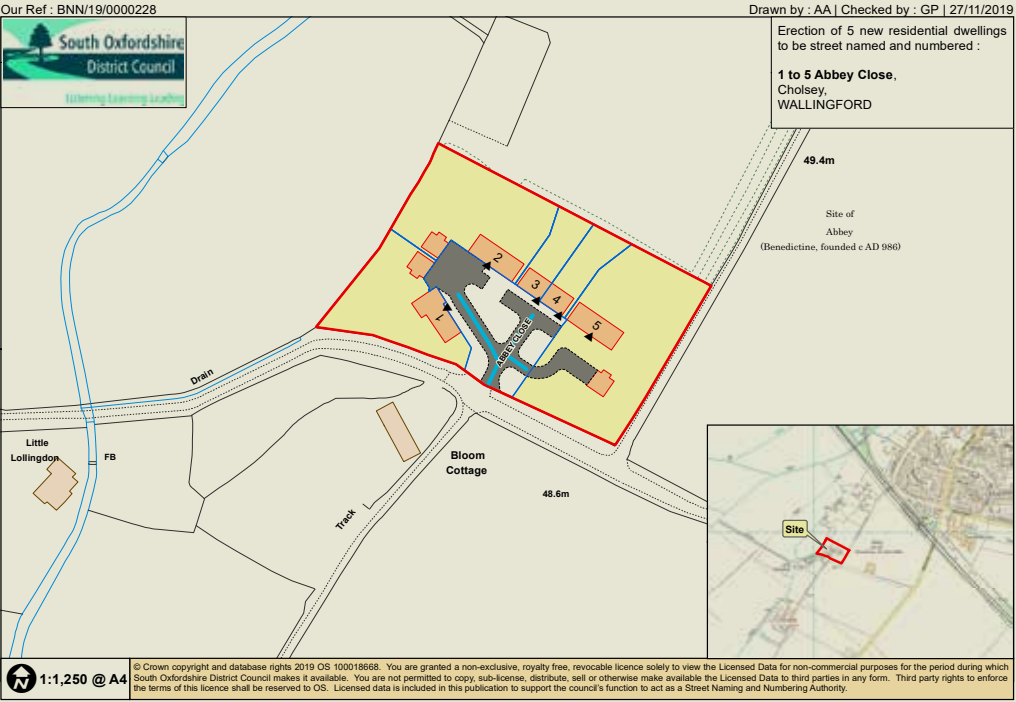 Our Ref : BNN/19/0000228
Drawn by : AA | Checked by : GP | 27/11/2019
South Oxfordshire
District Council
Listening Learning Leading
Erection of 5 new residential dwellings
to be street named and numbered :
1 to 5 Abbey Close,
Cholsey,
WALLINGFORD
49.4m
Site of
Abbey
(Benedictine, founded c AD 986)
2
3
4
1
5
ABBEY CLOSE
Drain
Little
Lollingdon
FB
Bloom
Cottage
48.6m
Track
Site
N
1:1,250 @ A4
© Crown copyright and database rights 2019 OS 100018668. You are granted a non-exclusive, royalty free, revocable licence solely to view the Licensed Data for non-commercial purposes for the period during which
South Oxfordshire District Council makes it available. You are not permitted to copy, sub-license, distribute, sell or otherwise make available the Licensed Data to third parties in any form. Third party rights to enforce
the terms of this licence shall be reserved to OS. Licensed data is included in this publication to support the council's function to act as a Street Naming and Numbering Authority.